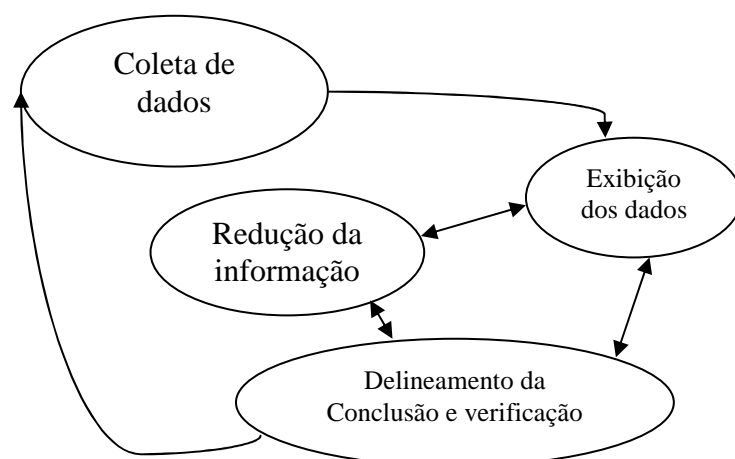 Coleta de
dados
Exibição
dos dados
Redução da
informação
Delineamento da
Conclusão e verificação